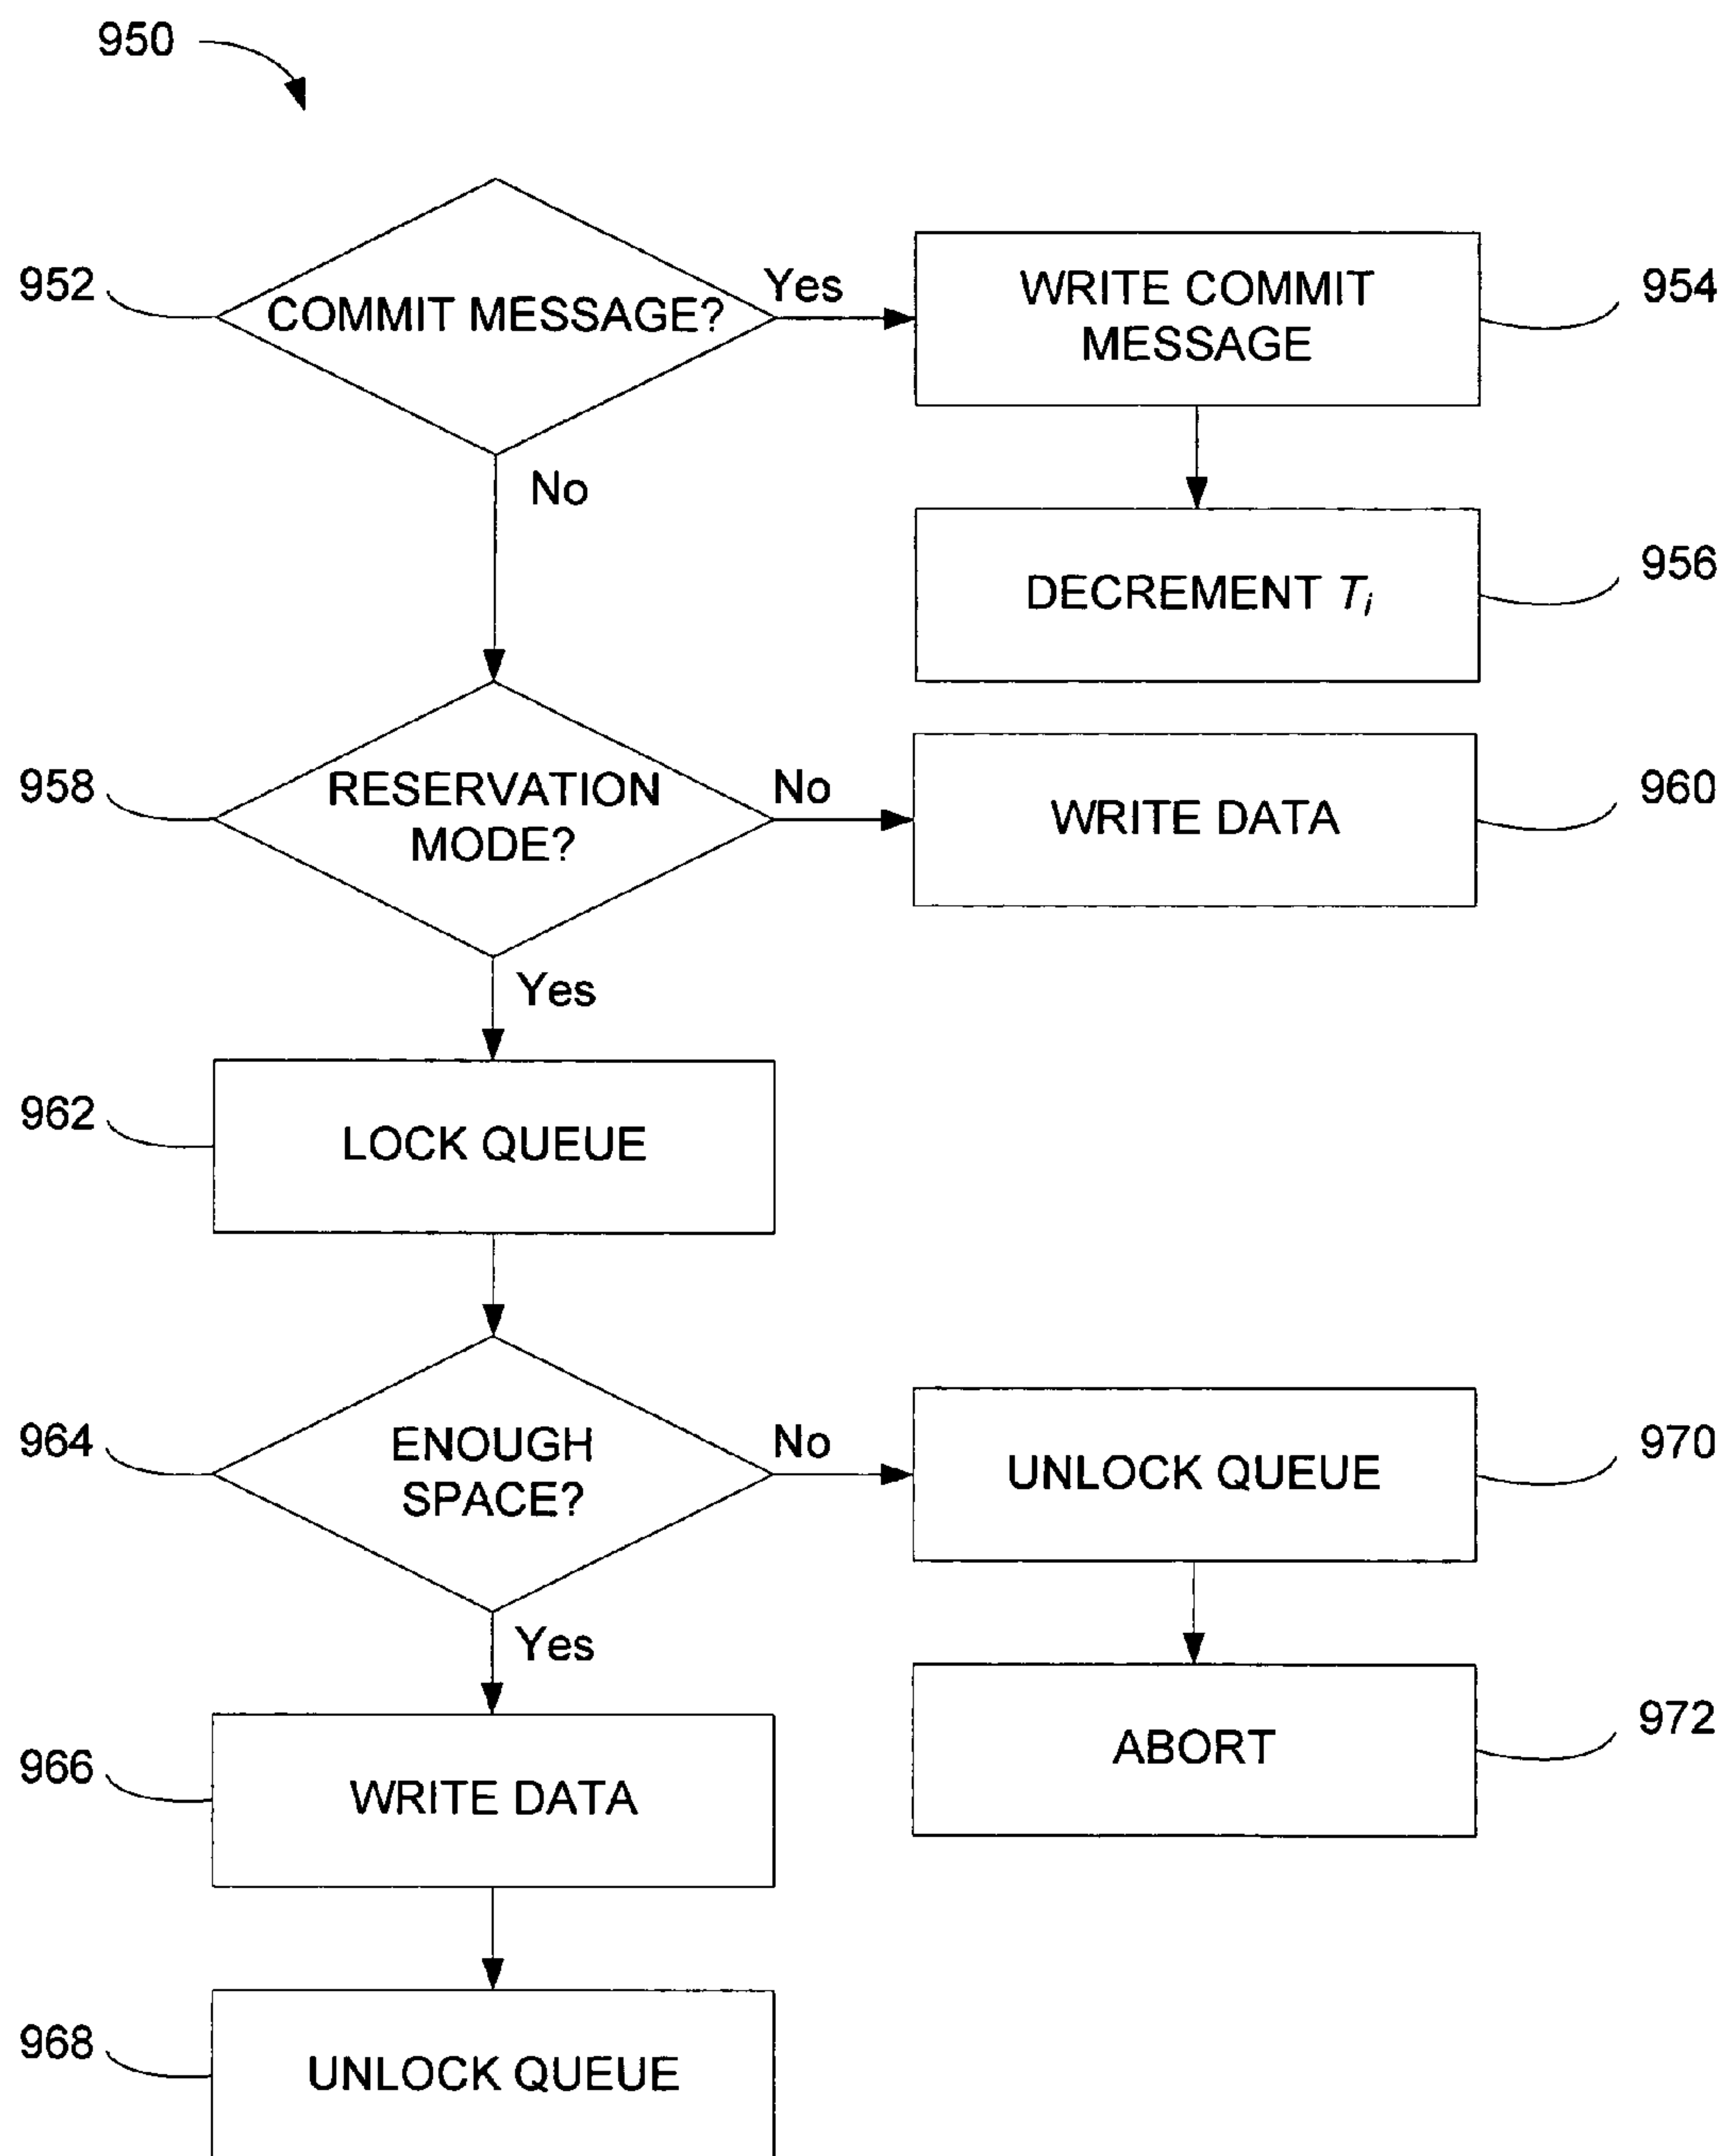 950
952
COMMIT MESSAGE?
Yes
WRITE COMMIT
MESSAGE
954
No
DECREMENT Ti
956
958
RESERVATION
MODE?
No
WRITE DATA
960
Yes
962
LOCK QUEUE
964
ENOUGH
SPACE?
No
UNLOCK QUEUE
970
Yes
966
WRITE DATA
ABORT
972
968
UNLOCK QUEUE